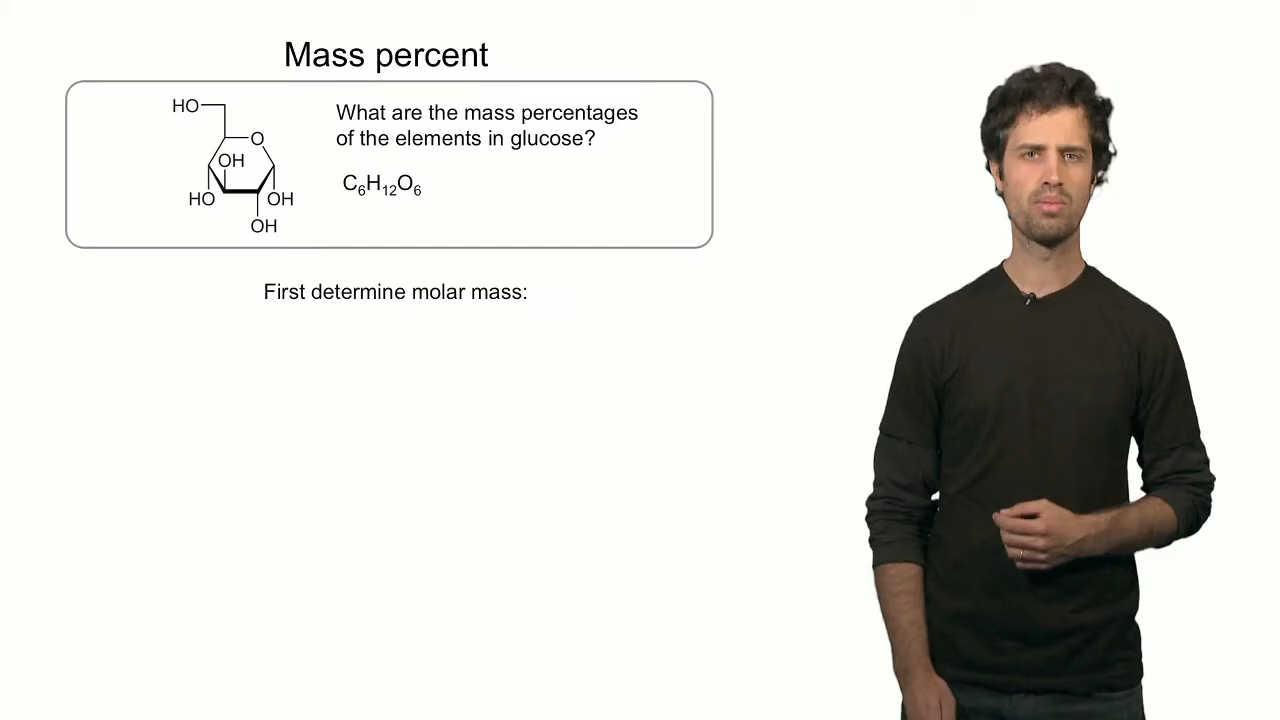 Mass percent
HO
O
OH
HO
OH
OH
What are the mass percentages
of the elements in glucose?
C₆H₁₂O₆
First determine molar mass: